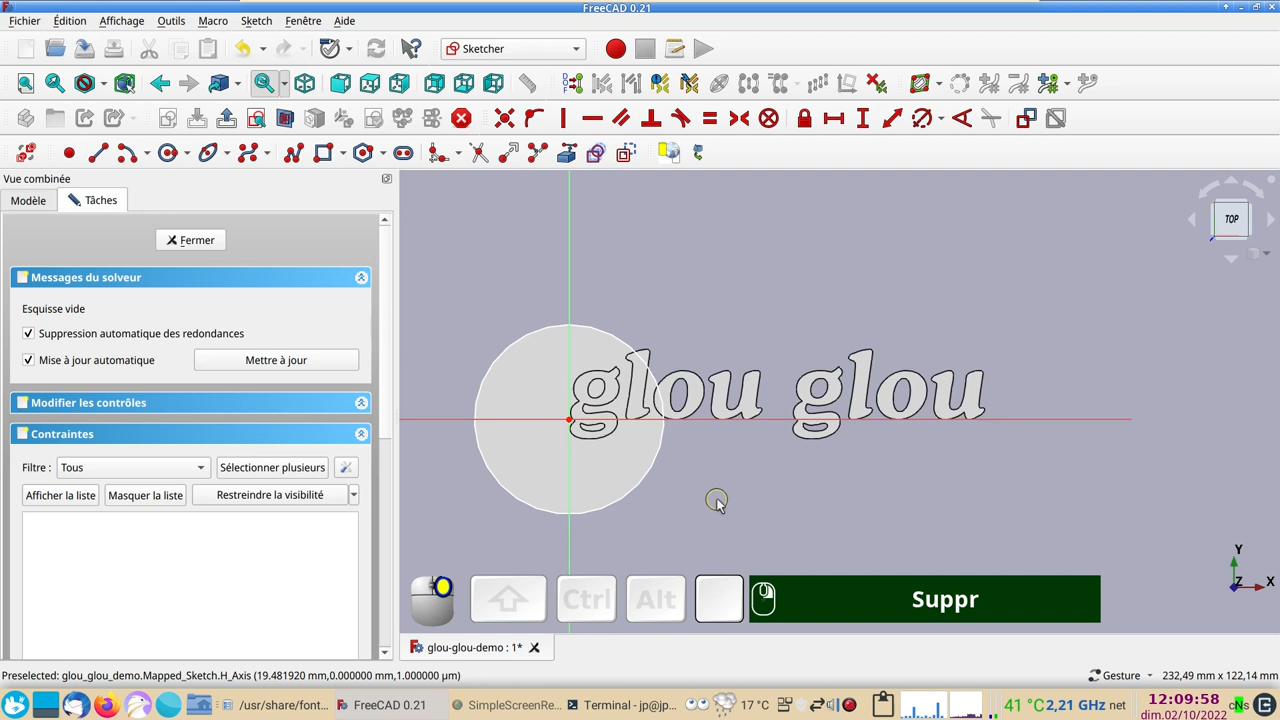 FreeCAD 0.21
Fichier Édition Affichage Outils Macro Sketch Fenêtre Aide
Sketcher
Vue combinée
Modèle Tâches
Fermer
Messages du solveur
Esquisse vide
Suppression automatique des redondances
Mise à jour automatique Mettre à jour
Modifier les contrôles
Contraintes
Filtre : Tous Sélectionner plusieurs
Afficher la liste Masquer la liste Restreindre la visibilité
TOP
glou glou
Y
Z X
Ctrl Alt Suppr
glou-glou-demo : 1*
Preselected: glou_glou_demo.Mapped_Sketch.H_Axis (19.481920 mm,0.000000 mm,1.000000 µm) Gesture 232,49 mm x 122,14 mm
/usr/share/font... FreeCAD 0.21 SimpleScreenRe... Terminal - jp@jp... 17 °C 41 °C 2,21 GHz net 12:09:58
dim.02/10/2022